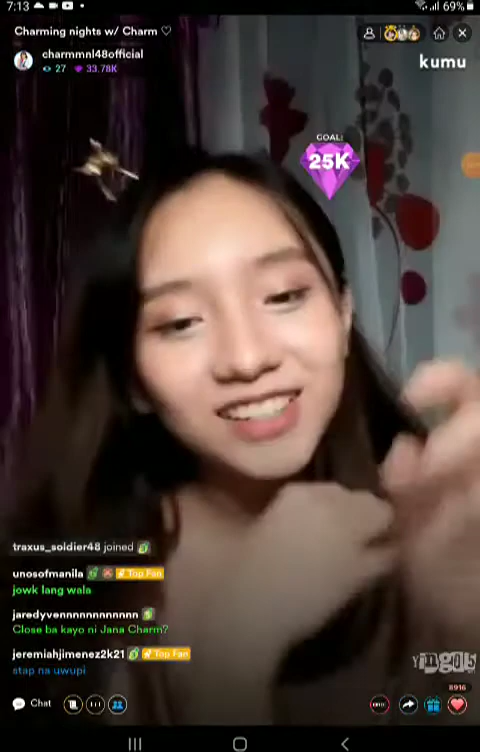 7:13
69%
Charming nights w/ Charm ♡
charmmnl48official
27 33.78K
kumu
GOAL:
25K
traxus_soldier48 joined
unosofmanila Top Fan
jowk lang wala
jaredyvennnnnnnnnnnn
Close ba kayo ni Jana Charm?
jeremiahjimenez2k21 Top Fan
stap na uwupi
Chat
8916